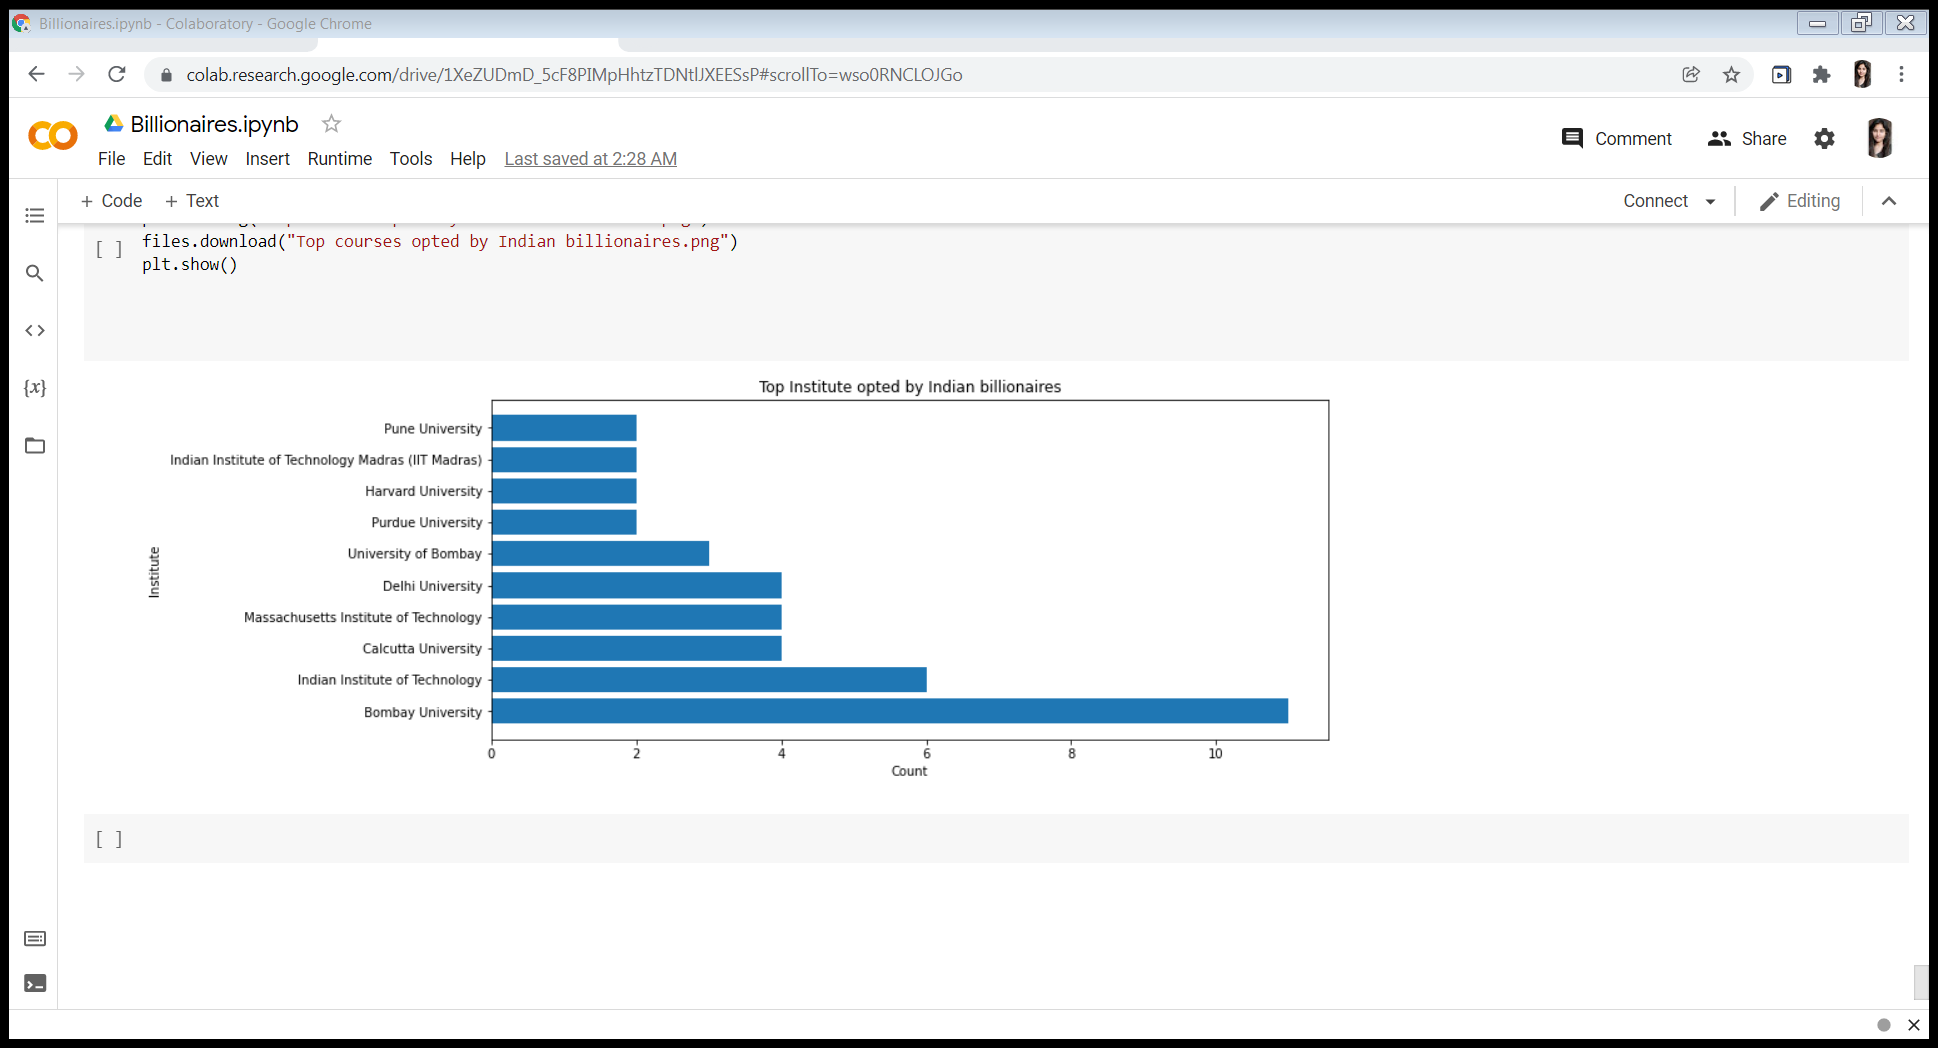 Billionaires.ipynb - Colaboratory - Google Chrome
colab.research.google.com/drive/1XeZUDmD_5cF8PIMpHhtzTDNtlJXEESsP#scrollTo=wso0RNCLOJGo
CO
Billionaires.ipynb
Comment Share
File Edit View Insert Runtime Tools Help Last saved at 2:28 AM
+ Code + Text
Connect Editing
[ ]
files.download("Top courses opted by Indian billionaires.png")
plt.show()
{x}
Top Institute opted by Indian billionaires
Pune University
Indian Institute of Technology Madras (IIT Madras)
Harvard University
Purdue University
University of Bombay
Delhi University
Massachusetts Institute of Technology
Calcutta University
Indian Institute of Technology
Bombay University
Institute
0 2 4 6 8 10
Count
[ ]